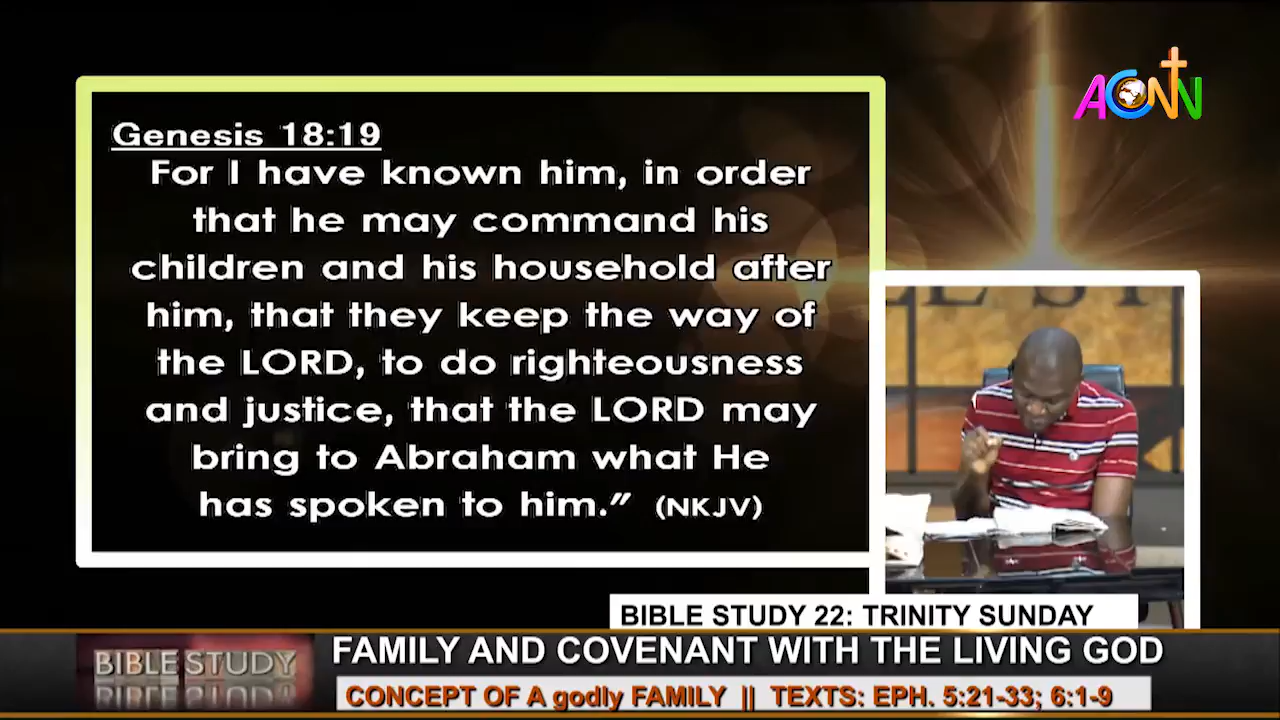 ACNN
Genesis 18:19
For I have known him, in order
that he may command his
children and his household after
him, that they keep the way of
the LORD, to do righteousness
and justice, that the LORD may
bring to Abraham what He
has spoken to him.” (NKJV)
BIBLE STUDY 22: TRINITY SUNDAY
BIBLE STUDY
FAMILY AND COVENANT WITH THE LIVING GOD
CONCEPT OF A godly FAMILY || TEXTS: EPH. 5:21-33; 6:1-9